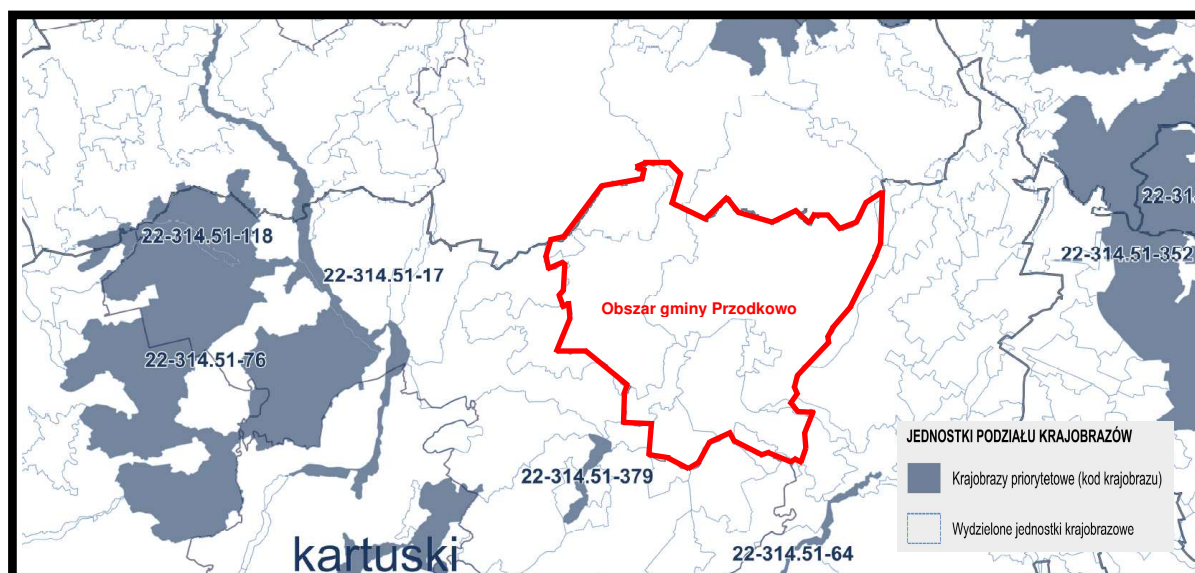 22-314.51-118
22-31
22-314.51-352
22-314.51-17
Obszar gminy Przodkowo
22-314.51-76
JEDNOSTKI PODZIAŁU KRAJOBRAZÓW
Krajobrazy priorytetowe (kod krajobrazu)
22-314.51-379
Wydzielone jednostki krajobrazowe
kartuski
22-314.51-64